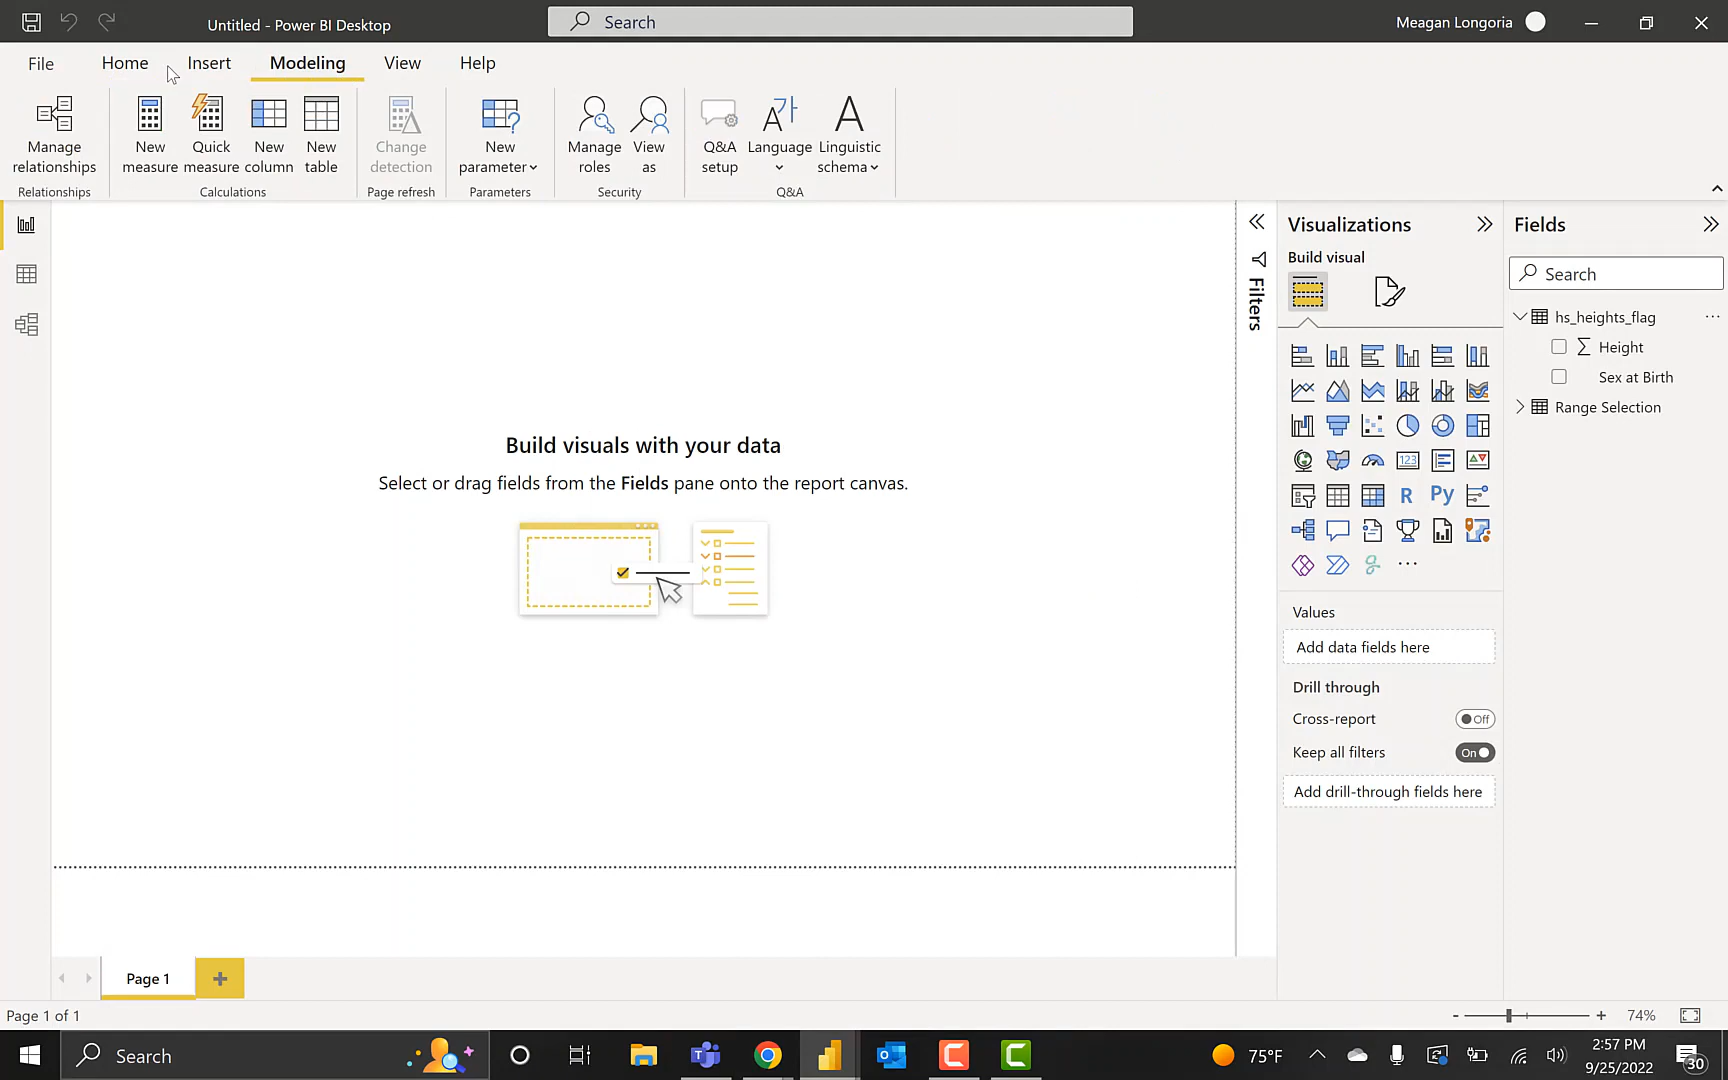 Untitled - Power BI Desktop
Search
Meagan Longoria
File
Home
Insert
Modeling
View
Help
Manage
relationships
Relationships
New
measure
Quick
measure
New
column
New
table
Calculations
Change
detection
Page refresh
New
parameter
Parameters
Manage
roles
View
as
Security
Q&A
setup
Language
Linguistic
schema
Q&A
Build visuals with your data
Select or drag fields from the Fields pane onto the report canvas.
Filters
Visualizations
Build visual
123
R
Py
Values
Add data fields here
Drill through
Cross-report
Off
Keep all filters
On
Add drill-through fields here
Fields
Search
hs_heights_flag
Σ Height
Sex at Birth
Range Selection
Page 1
Page 1 of 1
74%
Search
75°F
2:57 PM
9/25/2022
30